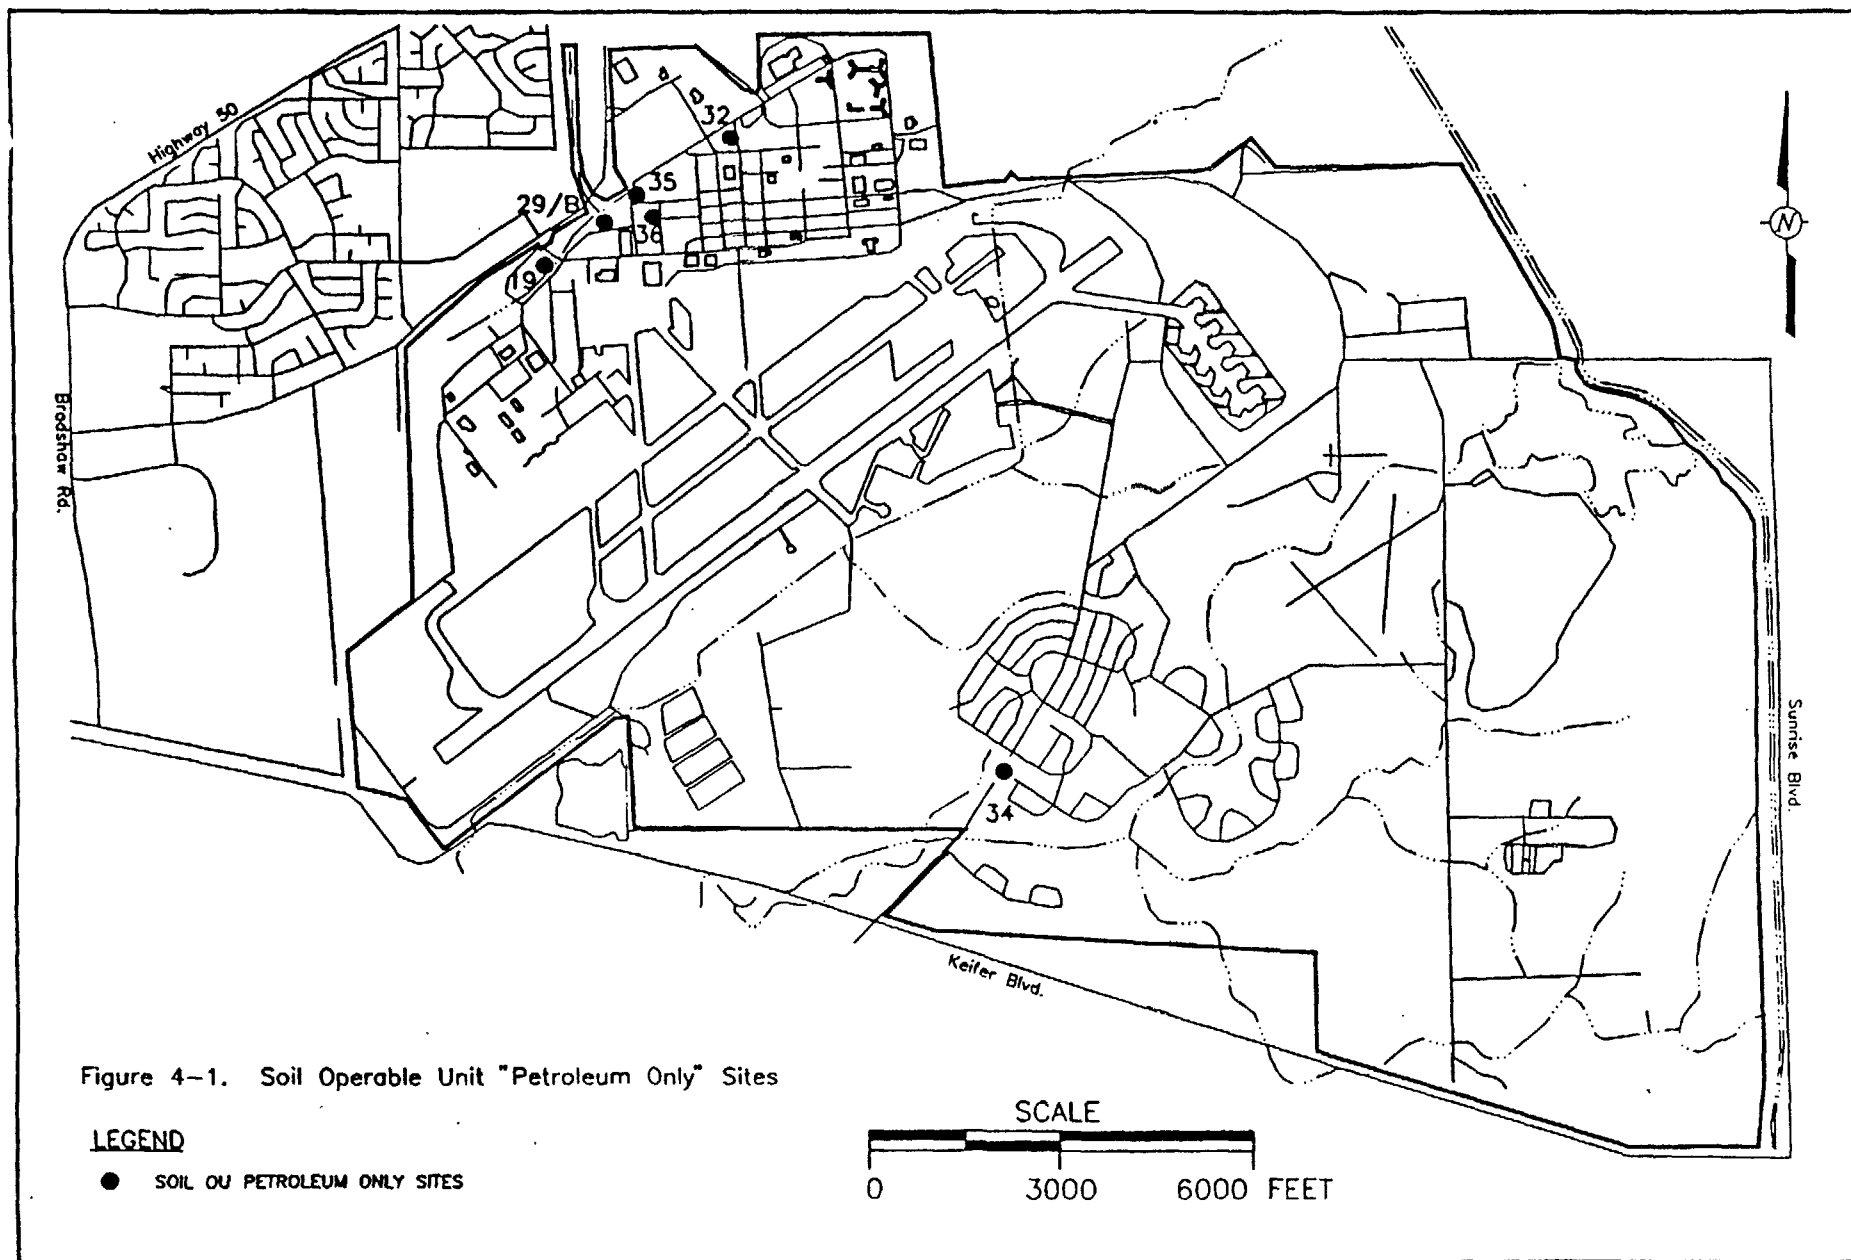 Highway 50
32
35
29/B
36
19
Bradshaw Rd.
N
Sunrise Blvd.
34
Keifer Blvd.
Figure 4-1. Soil Operable Unit "Petroleum Only" Sites
LEGEND
SOIL OU PETROLEUM ONLY SITES
SCALE
0 3000 6000 FEET